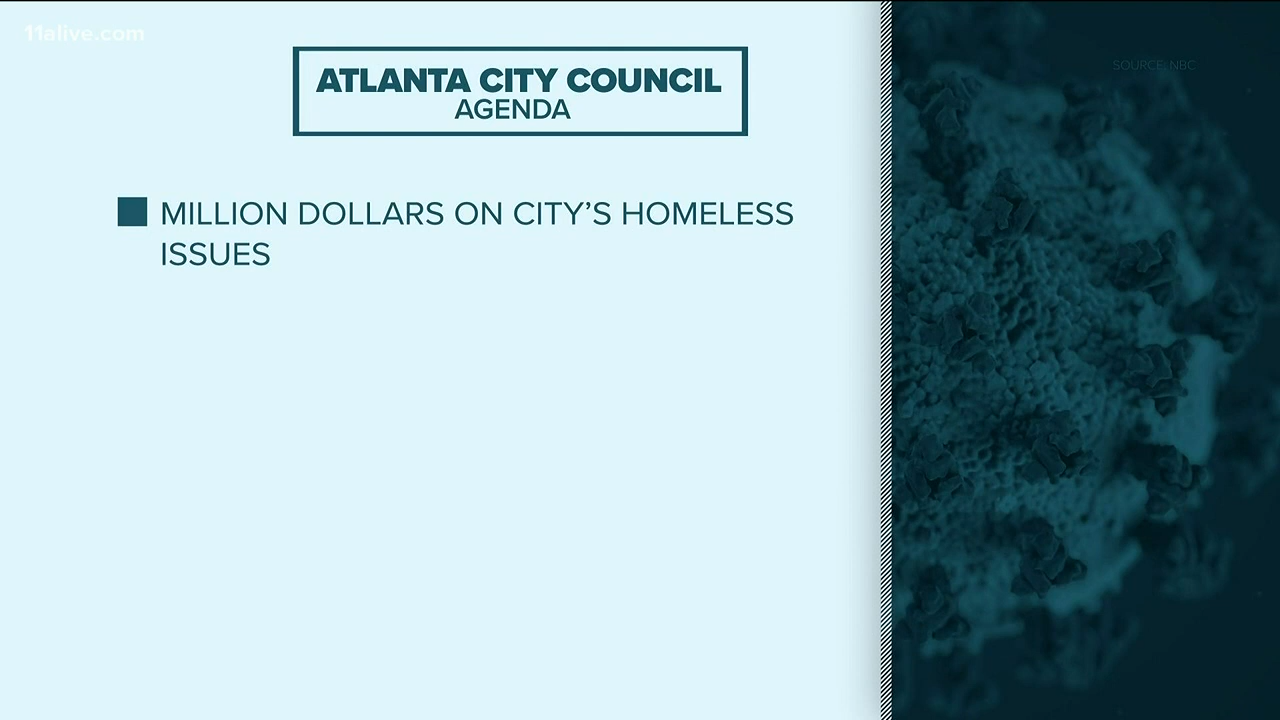 11alive.com
SOURCE: NBC
ATLANTA CITY COUNCIL
AGENDA
MILLION DOLLARS ON CITY’S HOMELESS
ISSUES